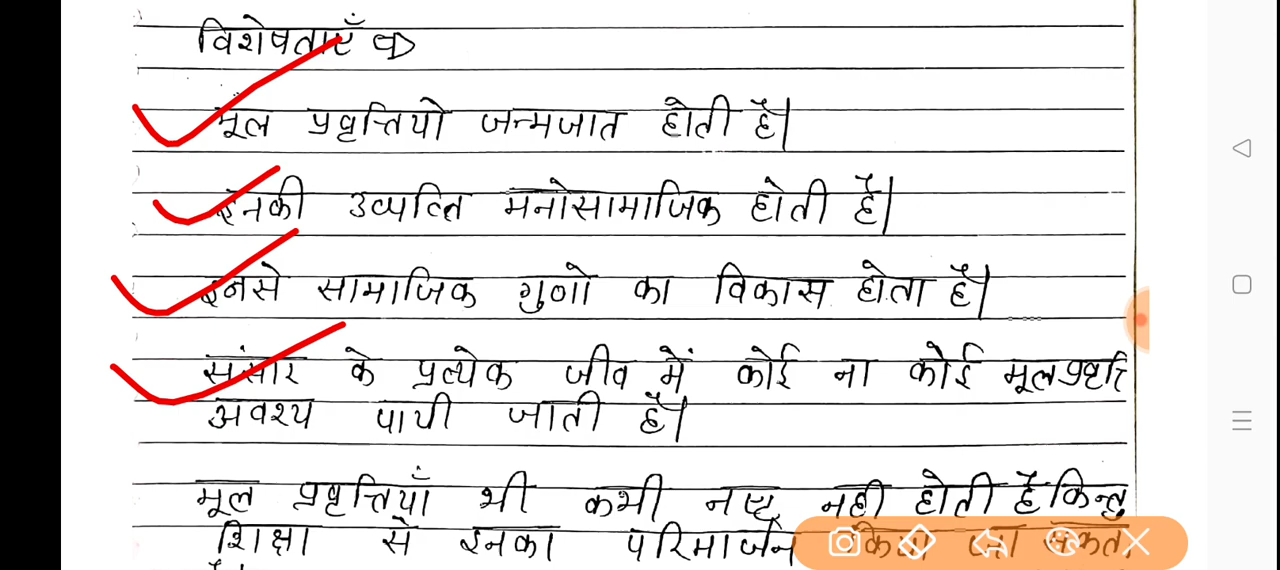 विशेषताएँ
मूल प्रवृत्तियो जन्मजात होती है।
इनकी उत्पत्ति मनोसामाजिक होती है।
इनसे सामाजिक गुणो का विकास होता है।
संसार के प्रत्येक जीव में कोई ना कोई मूलप्रवृत्ति
अवश्य पायी जाती है।
मूल प्रवृत्तियाँ भी कभी नष्ट नही होती है किन्तु
शिक्षा से इनका परिमार्जन